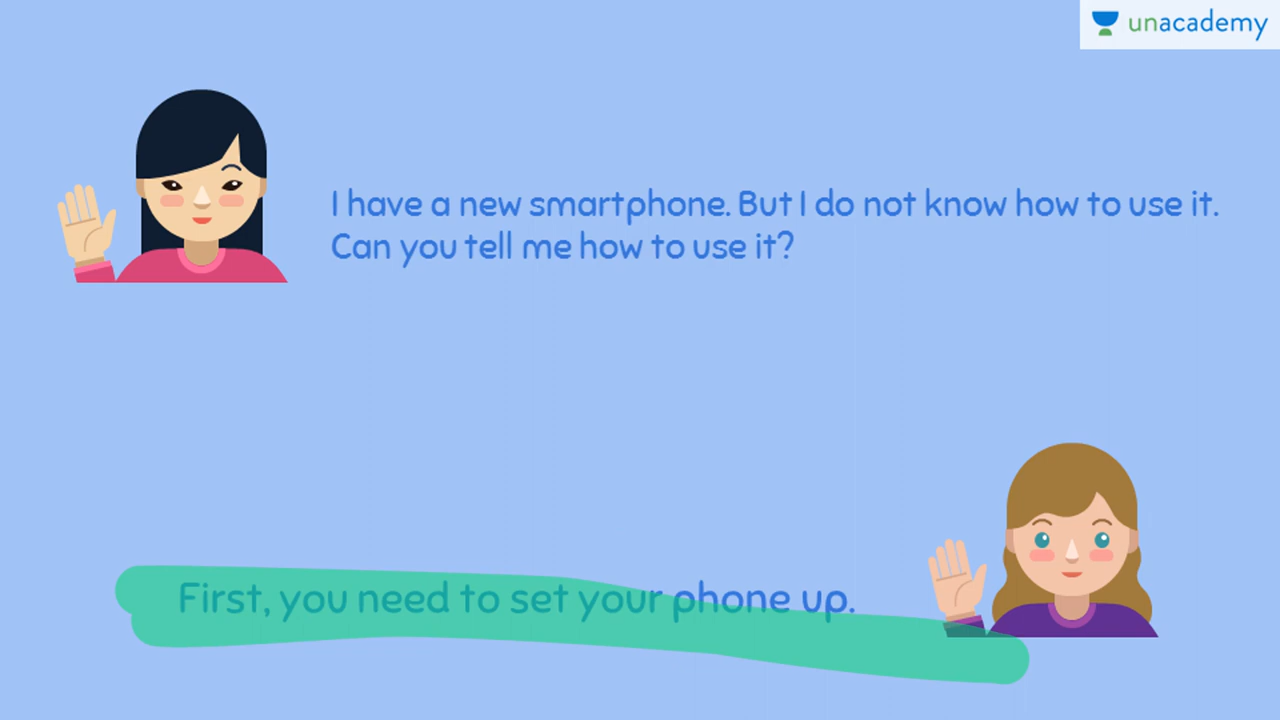 unacademy
I have a new smartphone. But I do not know how to use it.
Can you tell me how to use it?
First, you need to set your phone up.